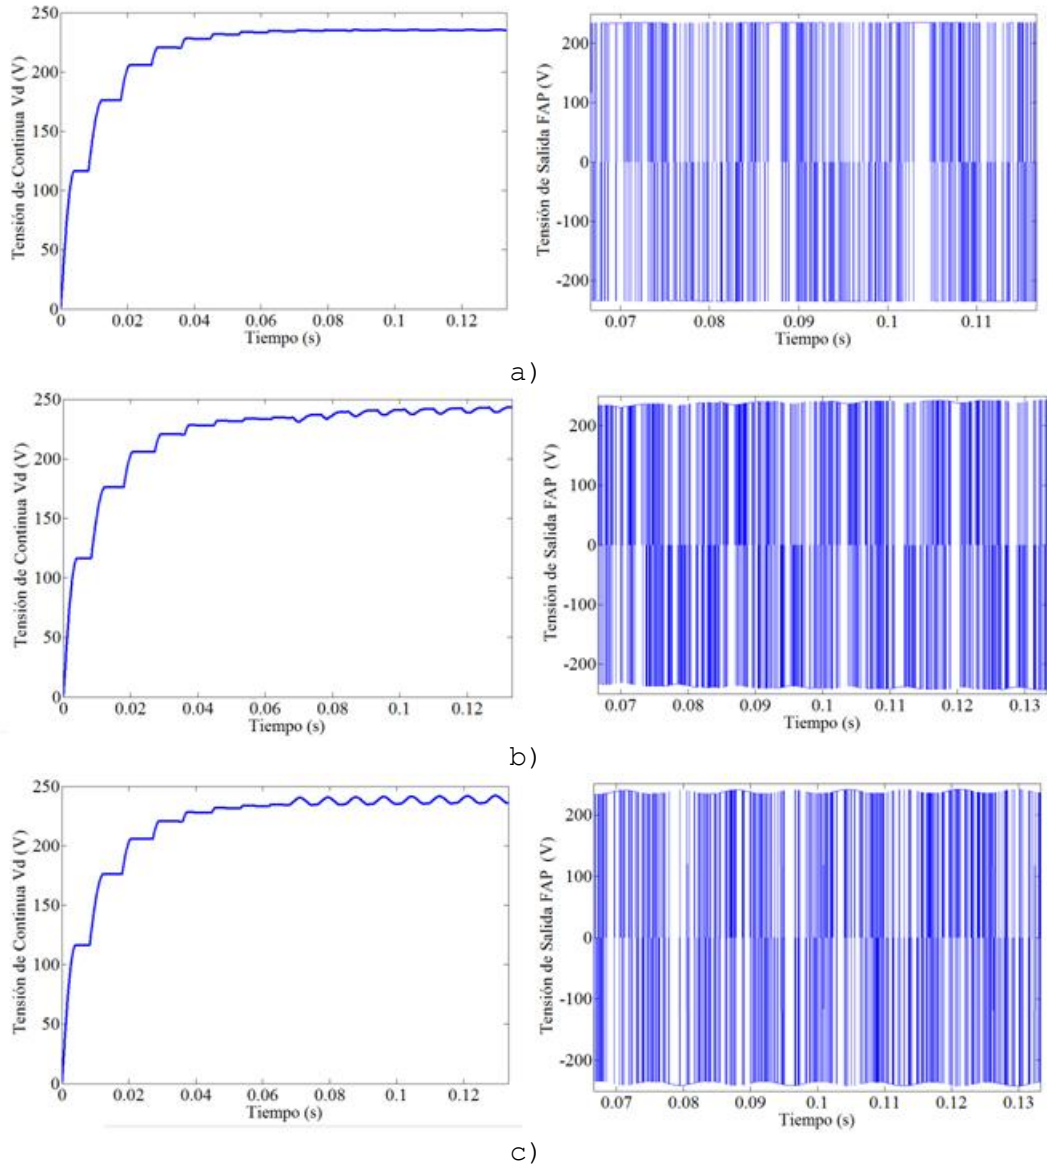 Tensión de Continua Vd (V)
250
200
150
100
50
0
0 0.02 0.04 0.06 0.08 0.1 0.12
Tiempo (s)
Tensión de Salida FAP (V)
200
100
0
-100
-200
0.07 0.08 0.09 0.1 0.11
Tiempo (s)
a)
Tensión de Continua Vd (V)
250
200
150
100
50
0
0 0.02 0.04 0.06 0.08 0.1 0.12
Tiempo (s)
Tensión de Salida FAP (V)
200
100
0
-100
-200
0.07 0.08 0.09 0.1 0.11 0.12 0.13
Tiempo (s)
b)
Tensión de Continua Vd (V)
250
200
150
100
50
0
0 0.02 0.04 0.06 0.08 0.1 0.12
Tiempo (s)
Tensión de Salida FAP (V)
200
100
0
-100
-200
0.07 0.08 0.09 0.1 0.11 0.12 0.13
Tiempo (s)
c)